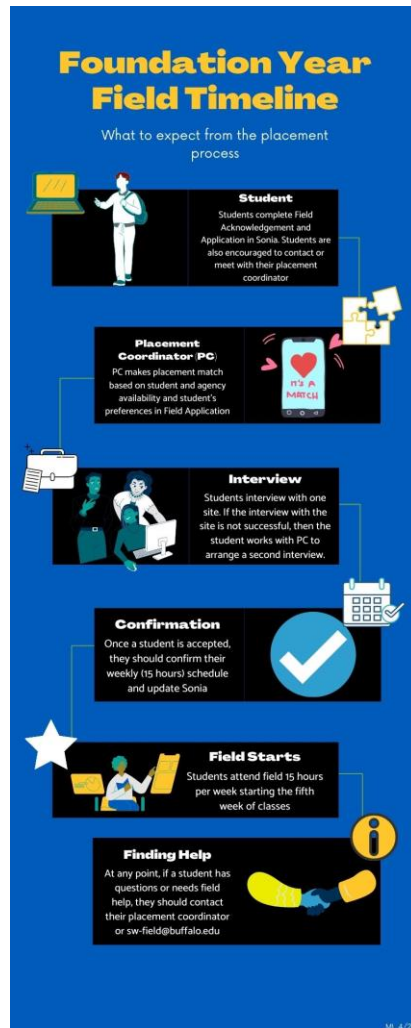 Foundation Year
Field Timeline
What to expect from the placement
process
Student
Students complete Field
Acknowledgement and
Application in Sonia. Students are
also encouraged to contact or
meet with their placement
coordinator
Placement
Coordinator (PC)
PC makes placement match
based on student and agency
availability and student's
preferences in Field Application
IT'S A
MATCH
Interview
Students interview with one
site. If the interview with the
site is not successful, then the
student works with PC to
arrange a second interview.
Confirmation
Once a student is accepted,
they should confirm their
weekly (15 hours) schedule
and update Sonia
Field Starts
Students attend field 15 hours
per week starting the fifth
week of classes
Finding Help
At any point, if a student has
questions or needs field
help, they should contact
their placement coordinator
or sw-field@buffalo.edu